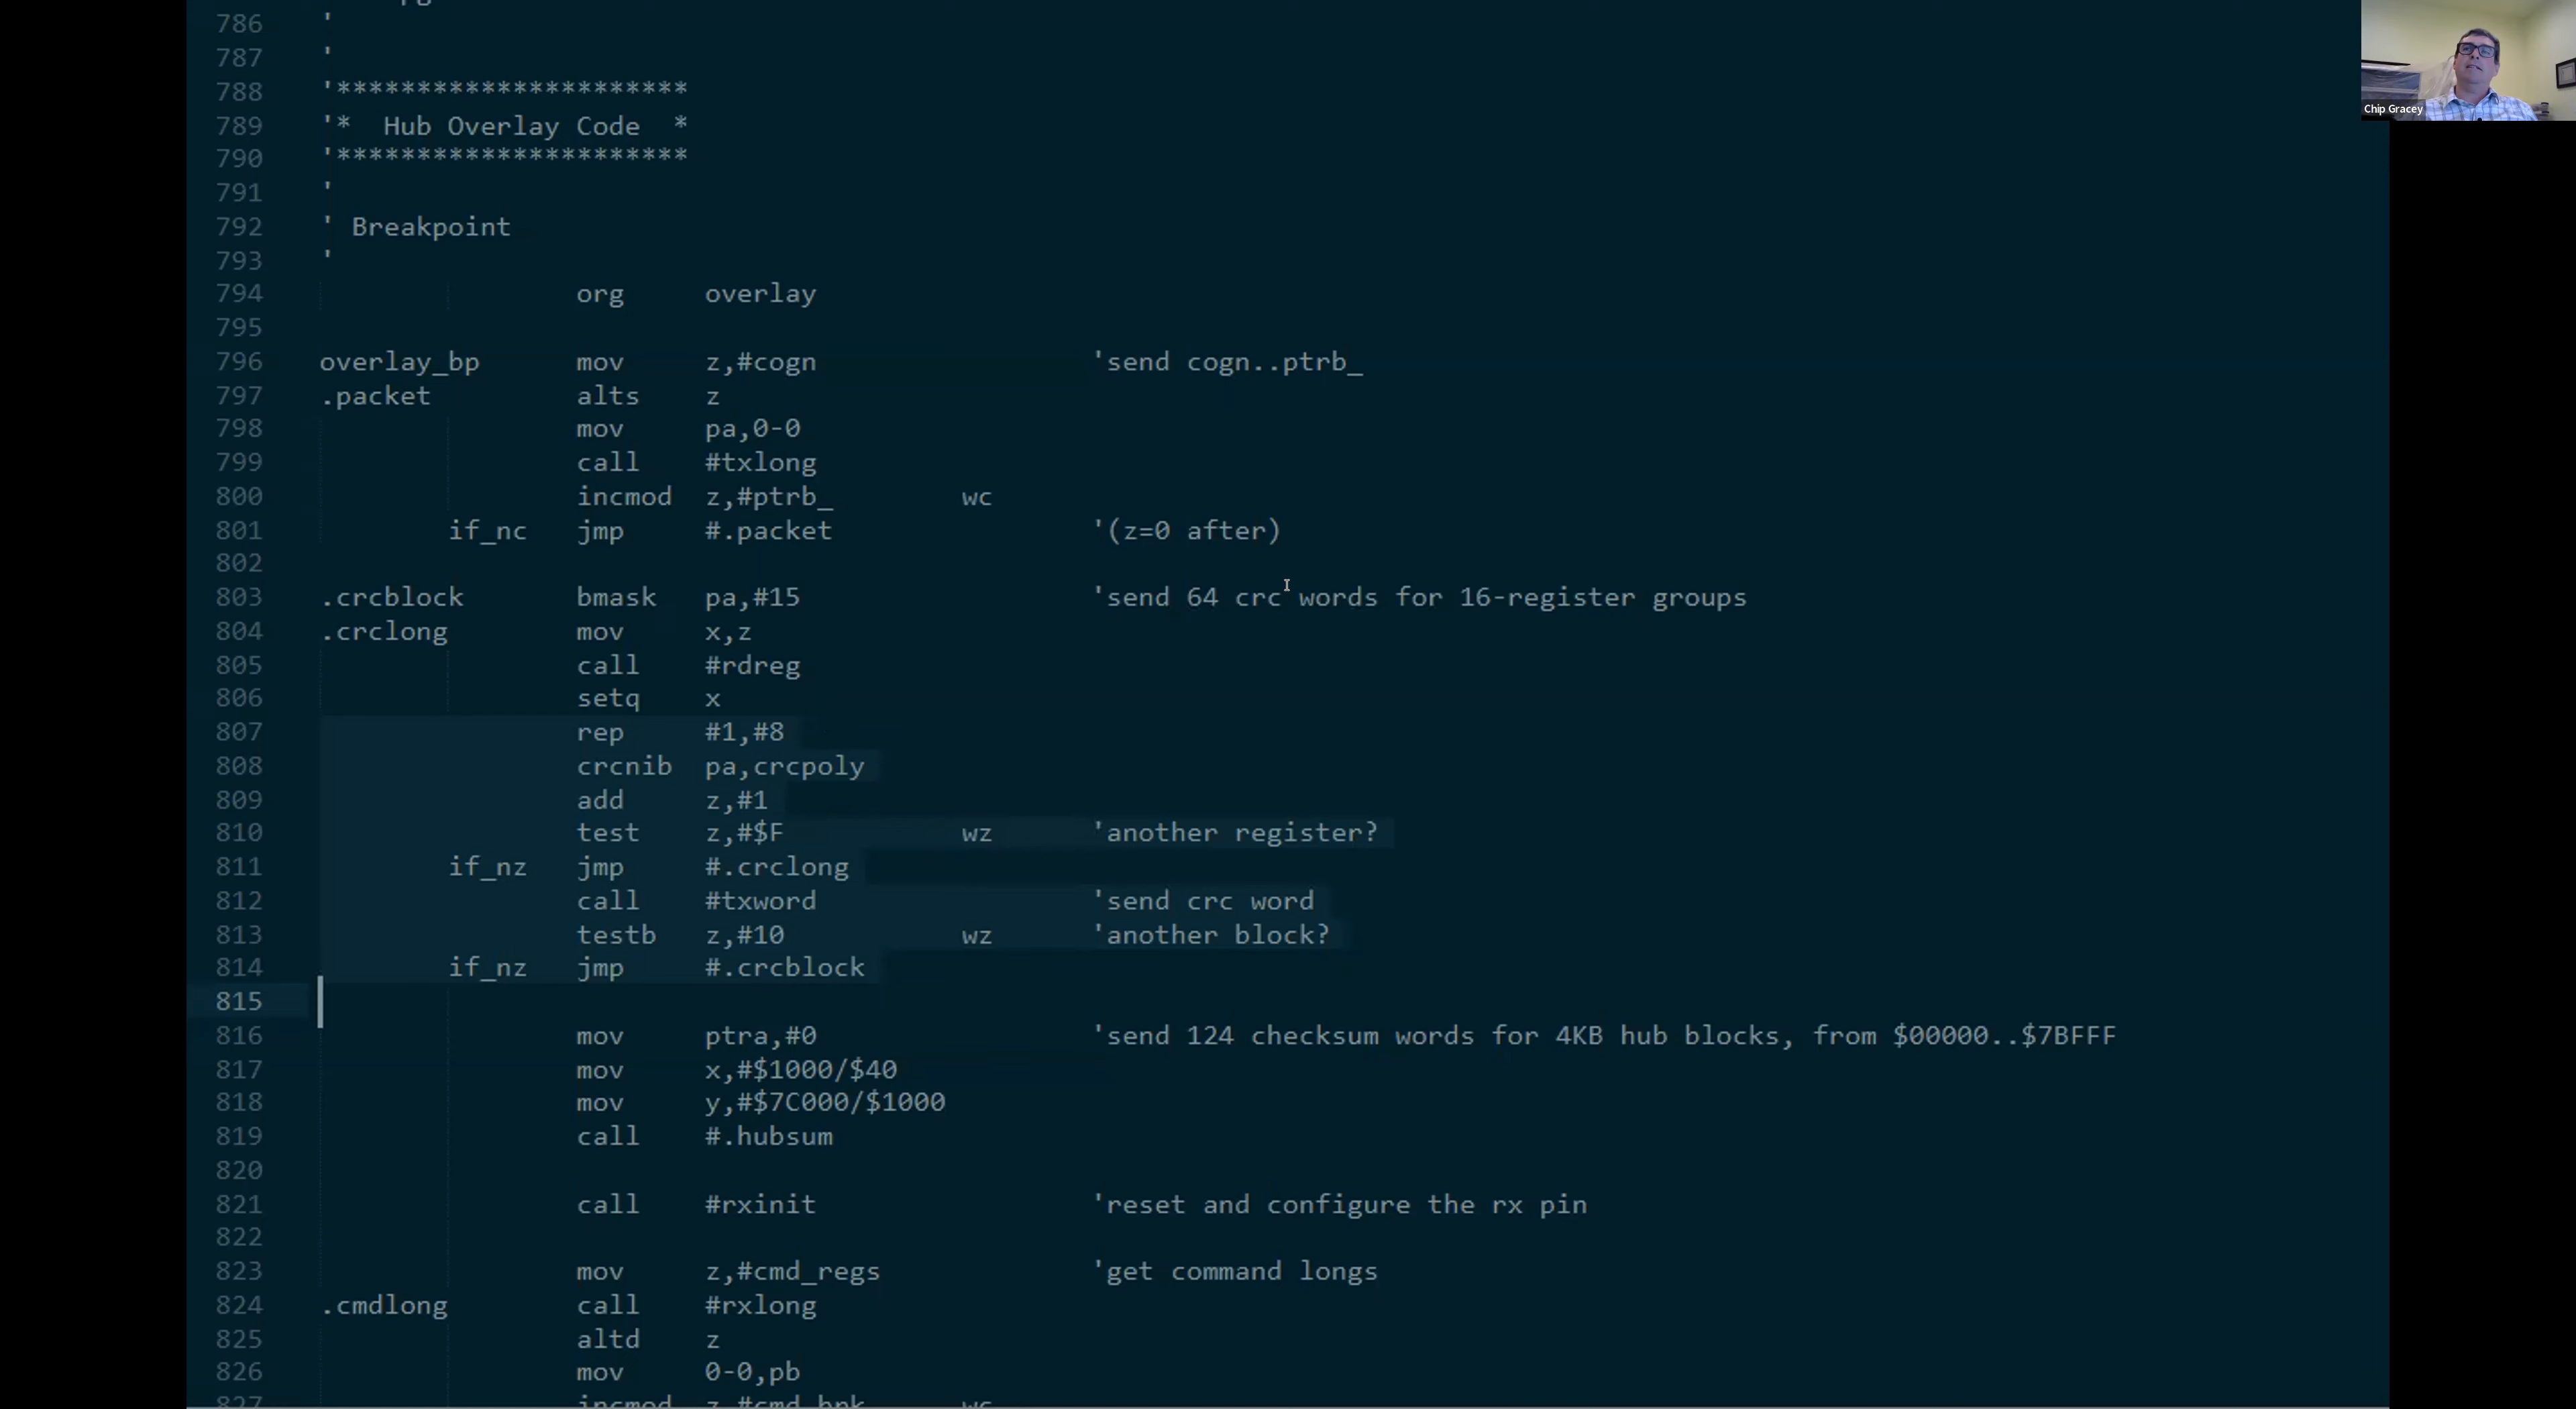 786 '
787 '
788 '**********************
789 '*  Hub Overlay Code  *
790 '**********************
791 '
792 ' Breakpoint
793 '
794 org overlay
795
796 overlay_bp mov z,#cogn 'send cogn..ptrb_
797 .packet alts z
798 mov pa,0-0
799 call #txlong
800 incmod z,#ptrb_ wc
801 if_nc jmp #.packet '(z=0 after)
802
803 .crcblock bmask pa,#15 'send 64 crc words for 16-register groups
804 .crclong mov x,z
805 call #rdreg
806 setq x
807 rep #1,#8
808 crcnib pa,crcpoly
809 add z,#1
810 test z,#$F wz 'another register?
811 if_nz jmp #.crclong
812 call #txword 'send crc word
813 testb z,#10 wz 'another block?
814 if_nz jmp #.crcblock
815
816 mov ptra,#0 'send 124 checksum words for 4KB hub blocks, from $00000..$7BFFF
817 mov x,#$1000/$40
818 mov y,#$7C000/$1000
819 call #.hubsum
820
821 call #rxinit 'reset and configure the rx pin
822
823 mov z,#cmd_regs 'get command longs
824 .cmdlong call #rxlong
825 altd z
826 mov 0-0,pb
827 incmod z,#cmd_brk wc
Chip Gracey